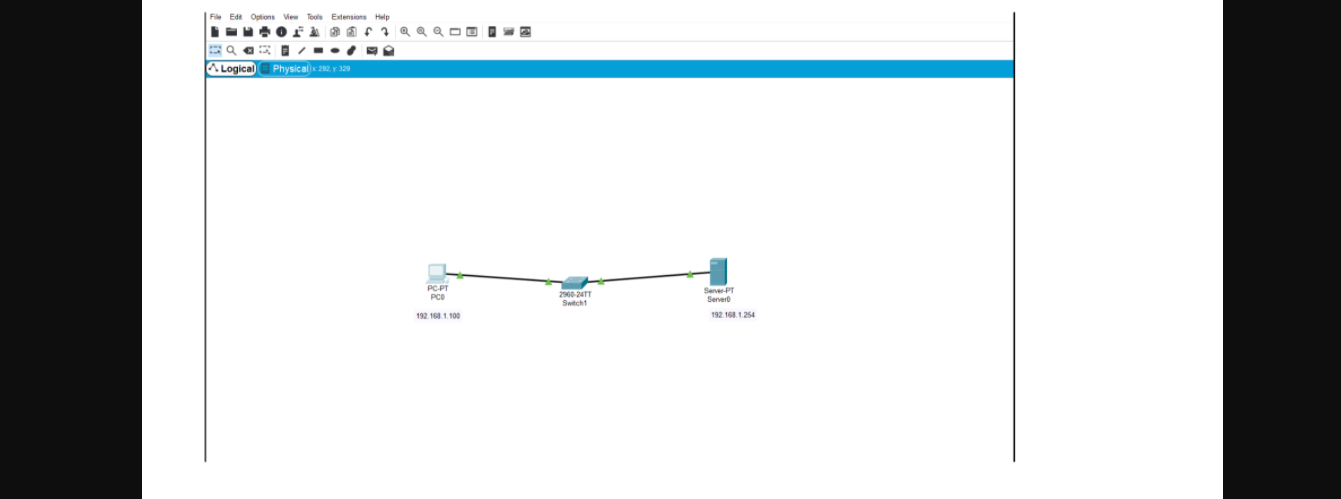 File Edit Options View Tools Extensions Help
Logical Physical x: 292, y: 329
PC-PT
PC0
192.168.1.100
2960-24TT
Switch1
Server-PT
Server0
192.168.1.254